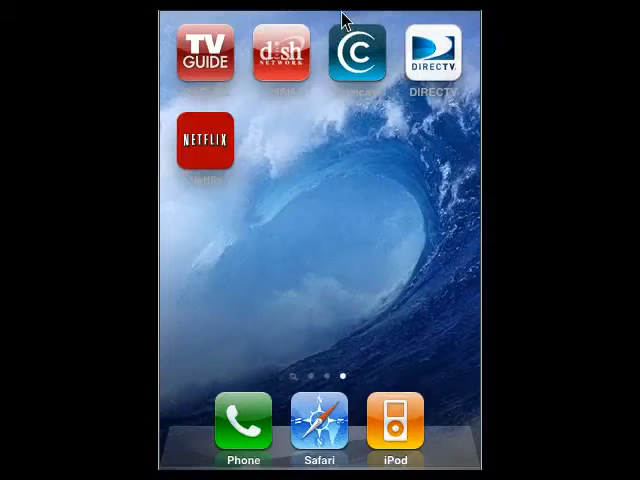 TV
GUIDE
dish
NETWORK
C
DIRECTV
DIRECTV
NETFLIX
Phone
Safari
iPod